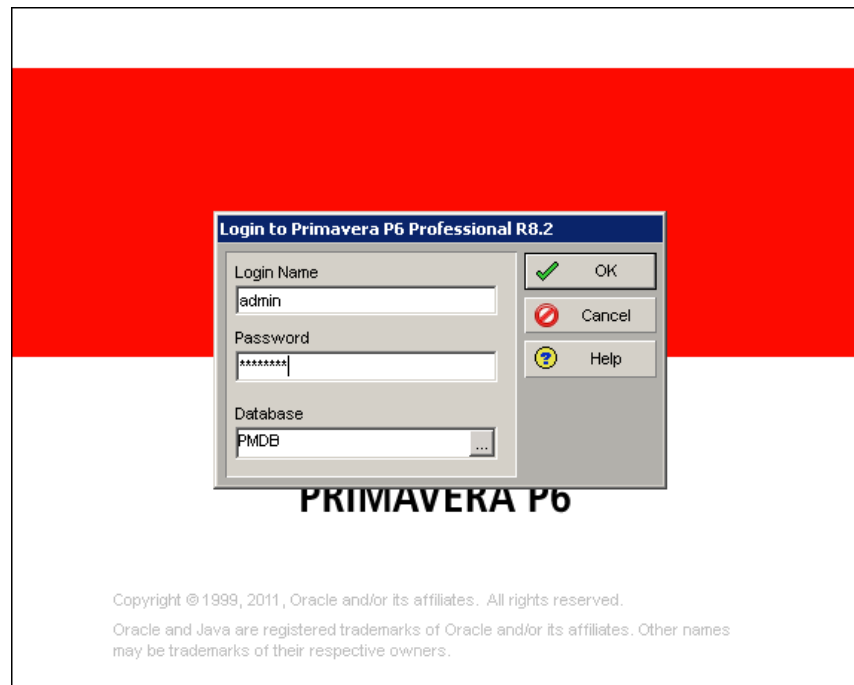 Login to Primavera P6 Professional R8.2
Login Name
admin
OK
Cancel
Password
********
Help
Database
PMDB
...
PRIMAVERA P6
Copyright © 1999, 2011, Oracle and/or its affiliates. All rights reserved.
Oracle and Java are registered trademarks of Oracle and/or its affiliates. Other names
may be trademarks of their respective owners.